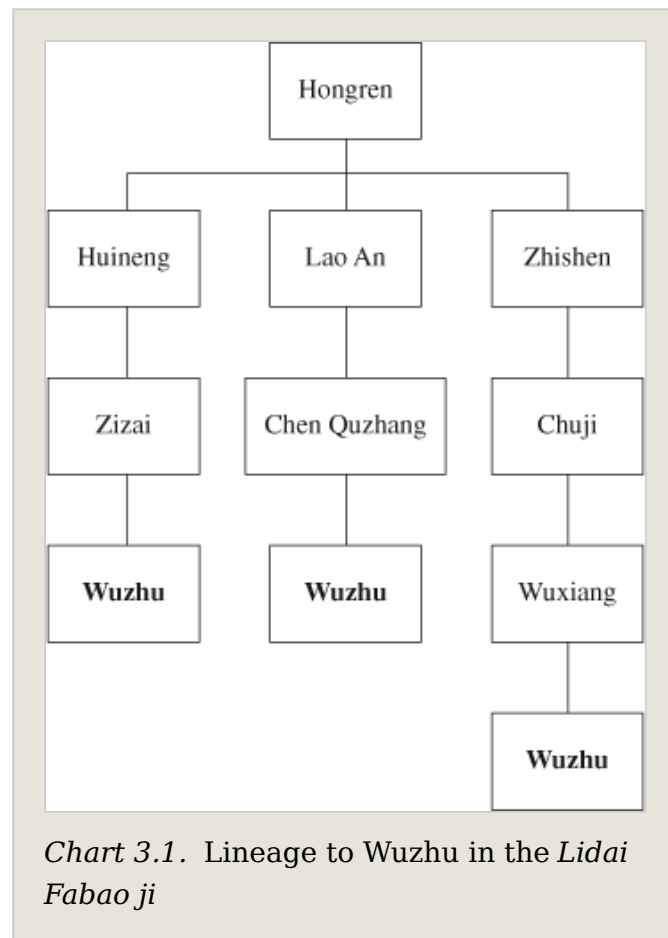 Hongren
Huineng
Lao An
Zhishen
Zizai
Chen Quzhang
Chuji
Wuzhu
Wuzhu
Wuxiang
Wuzhu
Chart 3.1. Lineage to Wuzhu in the Lidai
Fabao ji